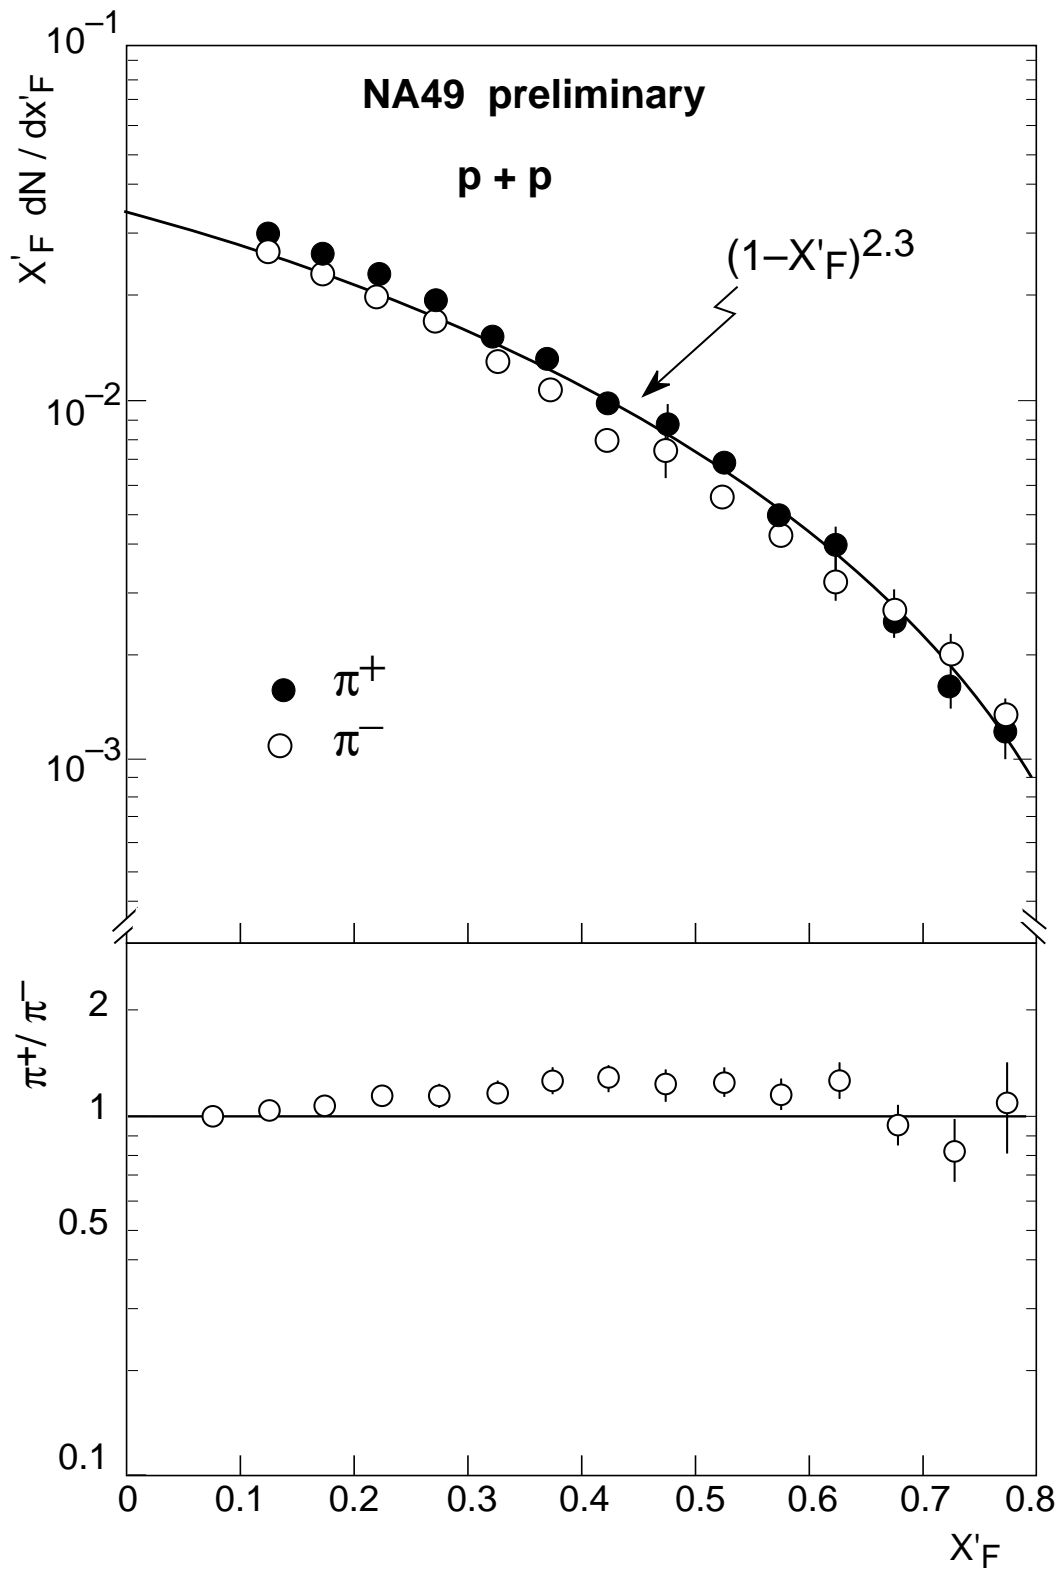 10⁻¹
X'F dN / dx'F
NA49 preliminary
p + p
(1–X'F)2.3
10⁻²
π⁺
π⁻
10⁻³
π⁺/ π⁻
2
1
0.5
0.1
0 0.1 0.2 0.3 0.4 0.5 0.6 0.7 0.8
X'F